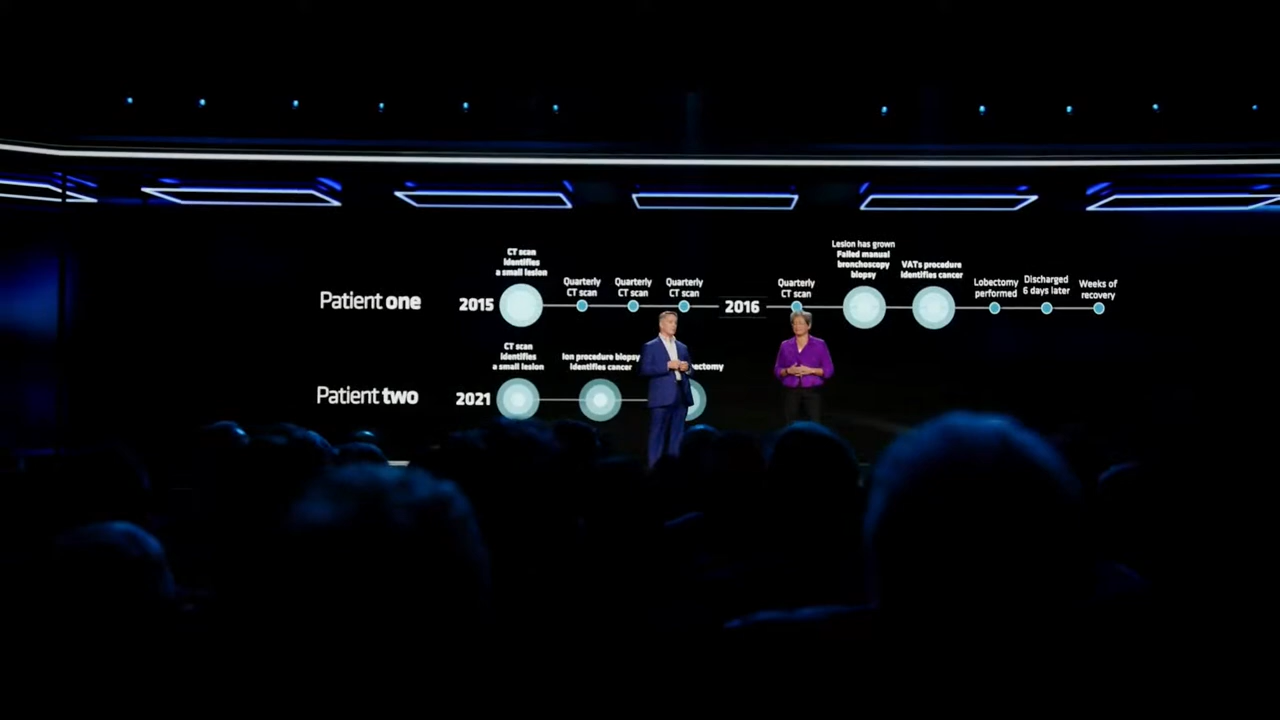 CT scan
identifies
a small lesion
Quarterly
CT scan
Quarterly
CT scan
Quarterly
CT scan
Quarterly
CT scan
Lesion has grown
Failed manual
bronchoscopy
biopsy
VATs procedure
identifies cancer
Lobectomy
performed
Discharged
6 days later
Weeks of
recovery
Patient one
2015
2016
CT scan
identifies
a small lesion
Ion procedure biopsy
identifies cancer
ectomy
Patient two
2021